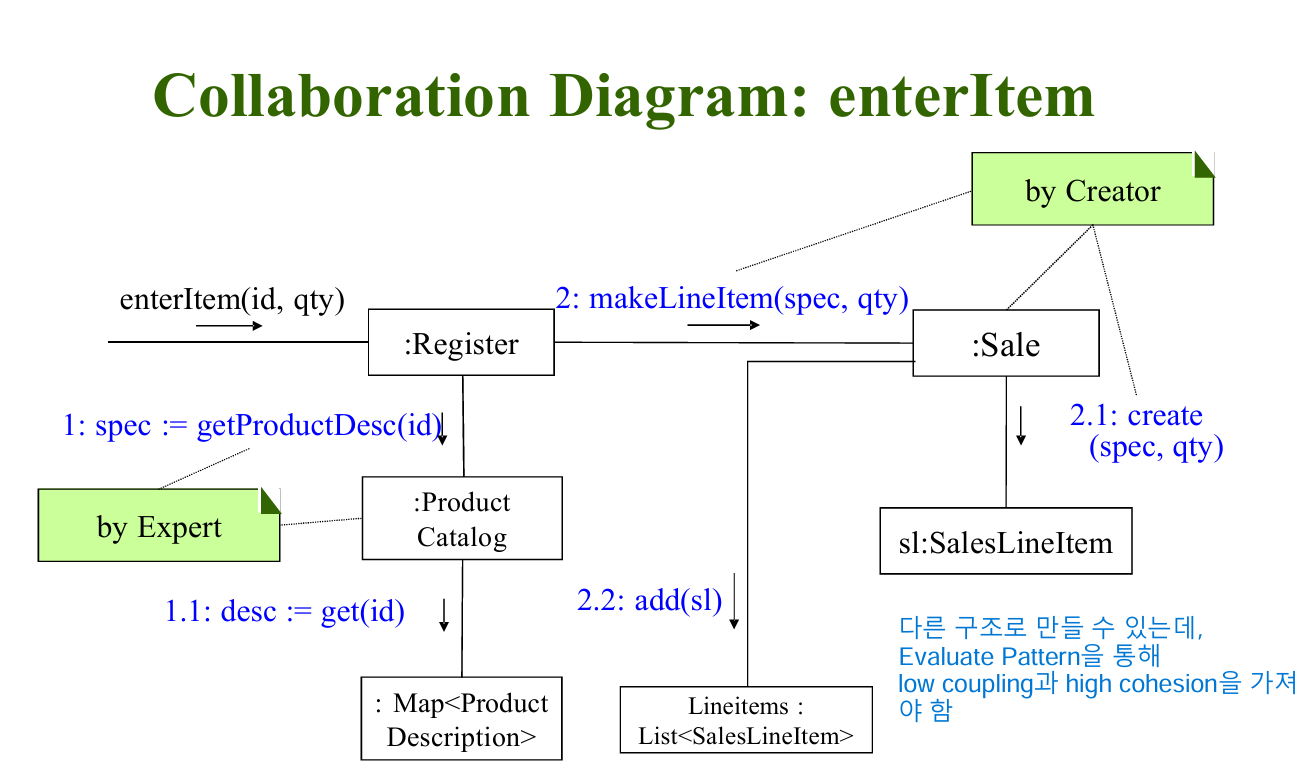 Collaboration Diagram: enterItem
by Creator
enterItem(id, qty)
2: makeLineItem(spec, qty)
:Register
:Sale
1: spec := getProductDesc(id)
2.1: create
(spec, qty)
by Expert
:Product
Catalog
sl:SalesLineItem
1.1: desc := get(id)
2.2: add(sl)
다른 구조로 만들 수 있는데,
Evaluate Pattern을 통해
low coupling과 high cohesion을 가져
야 함
: Map<Product
Description>
Lineitems :
List<SalesLineItem>